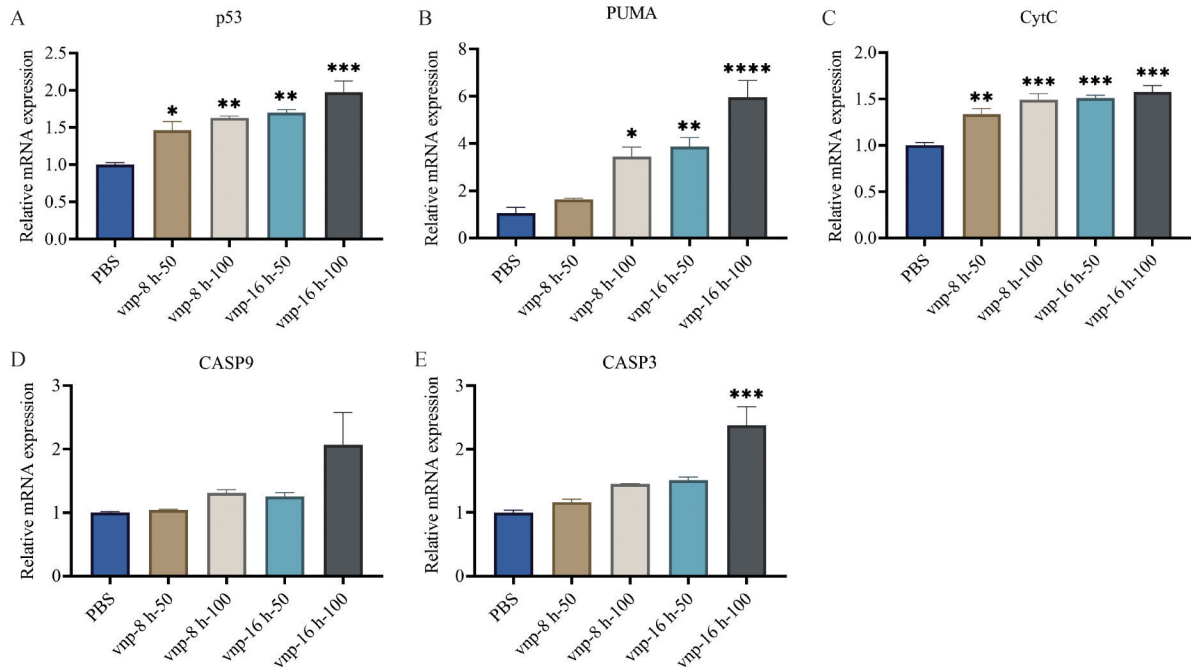 A
p53
Relative mRNA expression
2.5
2.0
1.5
1.0
0.5
0.0
*
**
**
***
PBS
vnp-8 h-50
vnp-8 h-100
vnp-16 h-50
vnp-16 h-100
B
PUMA
Relative mRNA expression
8
6
4
2
0
*
**
****
PBS
vnp-8 h-50
vnp-8 h-100
vnp-16 h-50
vnp-16 h-100
C
CytC
Relative mRNA expression
2.0
1.5
1.0
0.5
0.0
**
***
***
***
PBS
vnp-8 h-50
vnp-8 h-100
vnp-16 h-50
vnp-16 h-100
D
CASP9
Relative mRNA expression
3
2
1
0
PBS
vnp-8 h-50
vnp-8 h-100
vnp-16 h-50
vnp-16 h-100
E
CASP3
Relative mRNA expression
3
2
1
0
***
PBS
vnp-8 h-50
vnp-8 h-100
vnp-16 h-50
vnp-16 h-100